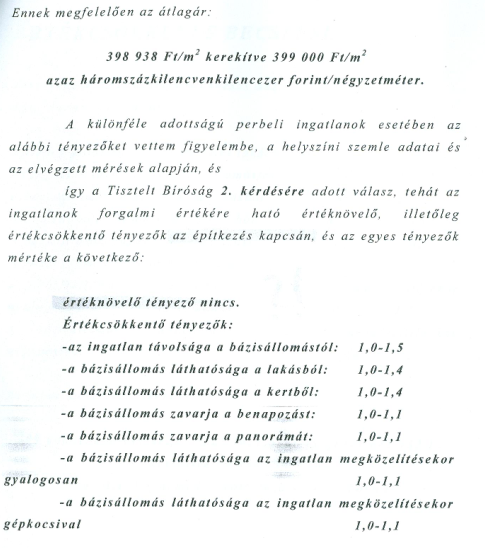 Ennek megfelelően az átlagár:
398 938 Ft/m² kerekítve 399 000 Ft/m²
azaz háromszázkilencvenkilencezer forint/négyzetméter.
A különféle adottságú perbeli ingatlanok esetében az
alábbi tényezőket vettem figyelembe, a helyszíni szemle adatai és
az elvégzett mérések alapján, és
így a Tisztelt Bíróság 2. kérdésére adott válasz, tehát az
ingatlanok forgalmi értékére ható értéknövelő, illetőleg
értékcsökkentő tényezők az építkezés kapcsán, és az egyes tényezők
mértéke a következő:
értéknövelő tényező nincs.
Értékcsökkentő tényezők:
-az ingatlan távolsága a bázisállomástól: 1,0-1,5
-a bázisállomás láthatósága a lakásból: 1,0-1,4
-a bázisállomás láthatósága a kertből: 1,0-1,4
-a bázisállomás zavarja a benapozást: 1,0-1,1
-a bázisállomás zavarja a panorámát: 1,0-1,1
-a bázisállomás láthatósága az ingatlan megközelítésekor
gyalogosan 1,0-1,1
-a bázisállomás láthatósága az ingatlan megközelítésekor
gépkocsival 1,0-1,1